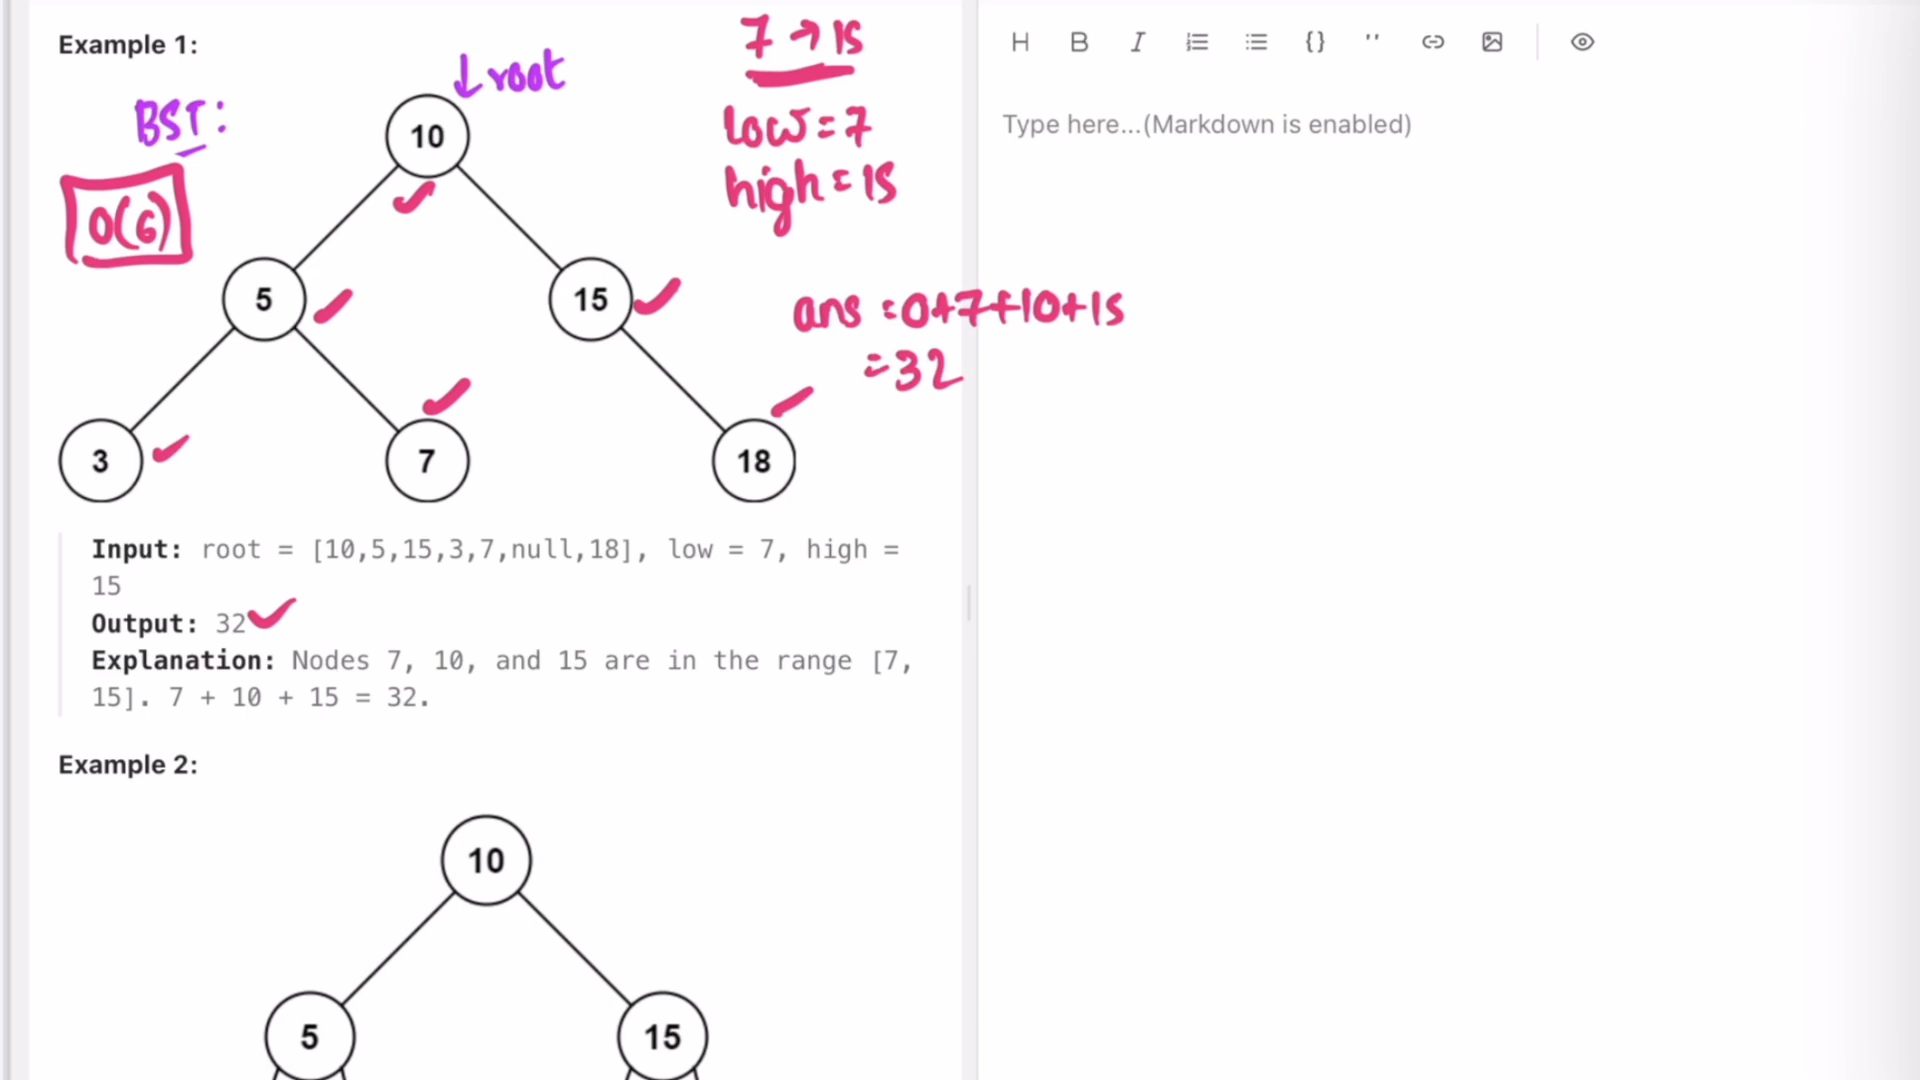 Example 1:
7 → 15
↓ root
BST:
low = 7
high = 15
O(6)
10
5
15
ans = 0+7+10+15
= 32
3
7
18
Input: root = [10,5,15,3,7,null,18], low = 7, high =
15
Output: 32
Explanation: Nodes 7, 10, and 15 are in the range [7,
15]. 7 + 10 + 15 = 32.
Example 2:
10
5
15
H B I {} ''
Type here...(Markdown is enabled)